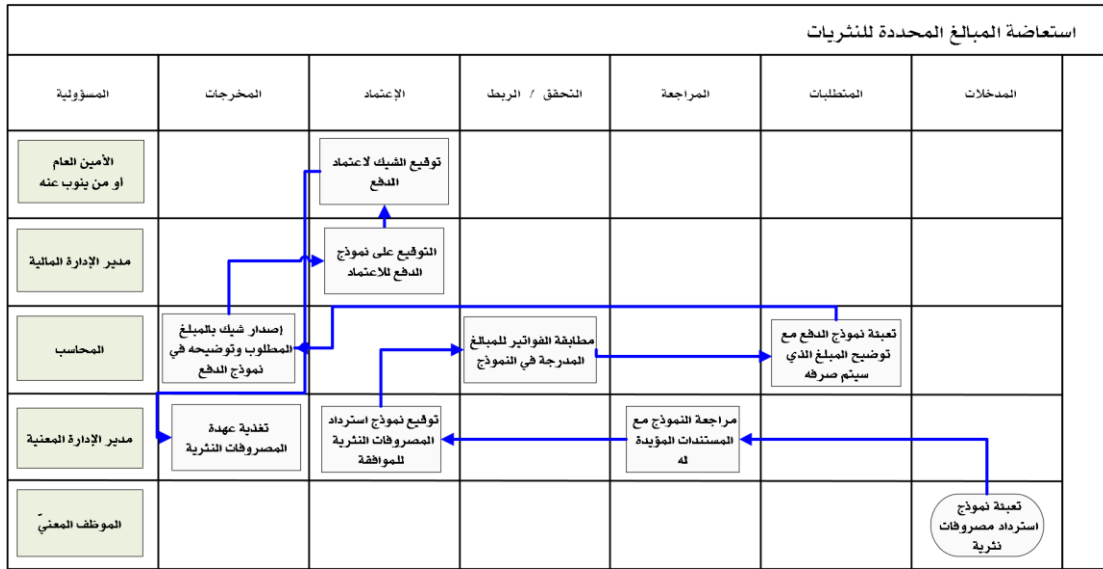 استعاضة المبالغ المحددة للنثريات
المدخلات
المتطلبات
المراجعة
التحقق / الربط
الإعتماد
المخرجات
المسؤولية
توقيع الشيك لاعتماد
الدفع
الأمين العام
أو من ينوب عنه
التوقيع على نموذج
الدفع للاعتماد
مدير الإدارة المالية
تعبئة نموذج الدفع مع
توضيح المبلغ الذي
سيتم صرفه
مطابقة الفواتير للمبالغ
المدرجة في النموذج
إصدار شيك بالمبلغ
المطلوب وتوضيحه في
نموذج الدفع
المحاسب
مراجعة النموذج مع
المستندات المؤيدة
له
توقيع نموذج استرداد
المصروفات النثرية
للموافقة
تغذية عهدة
المصروفات النثرية
مدير الإدارة المعنية
تعبئة نموذج
استرداد مصروفات
نثرية
الموظف المعنيّ